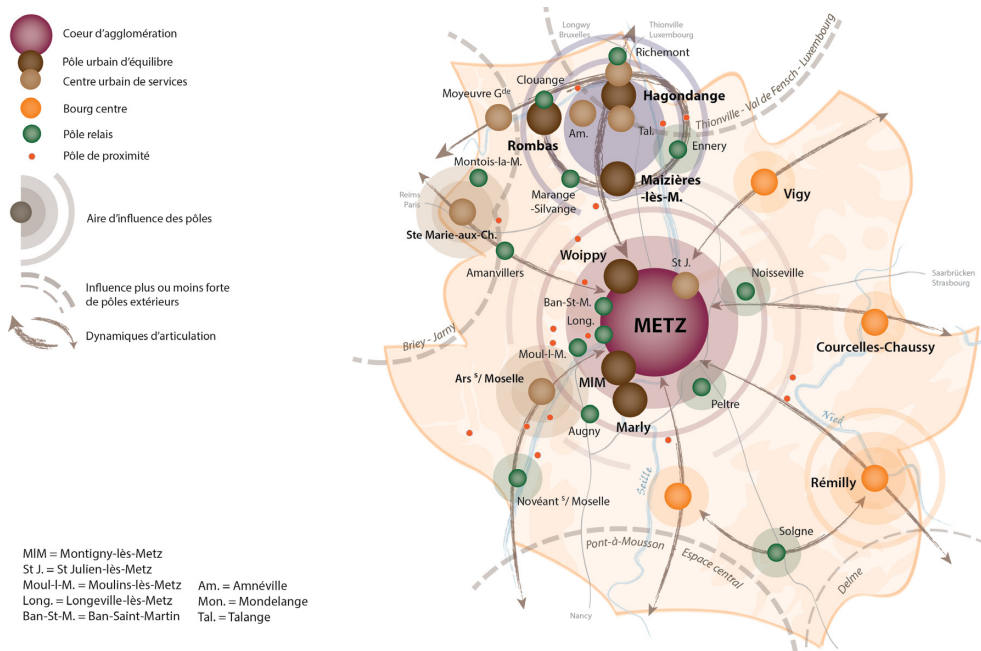 Coeur d'agglomération
Pôle urbain d'équilibre
Centre urbain de services
Bourg centre
Pôle relais
Pôle de proximité
Aire d'influence des pôles
Influence plus ou moins forte
de pôles extérieurs
Dynamiques d'articulation
Longwy
Bruxelles
Thionville
Luxembourg
Richemont
Clouange
Moyeuvre Gde
Hagondange
Thionville - Val de Fensch - Luxembourg
Am.
Tal.
Rombas
Ennery
Montois-la-M.
Maizières
-lès-M.
Marange
-Silvange
Vigy
Reims
Paris
Ste Marie-aux-Ch.
Amanvillers
Woippy
St J.
Noisseville
Saarbrücken
Strasbourg
Ban-St-M.
Long.
METZ
Briey - Jarny
Moul-l-M.
Courcelles-Chaussy
Ars s/ Moselle
MIM
Peltre
Marly
Augny
Nied
Seille
Rémilly
Novéant s/ Moselle
Solgne
Pont-à-Mousson
Espace central
Delme
Nancy
MIM = Montigny-lès-Metz
St J. = St Julien-lès-Metz
Moul-l-M. = Moulins-lès-Metz
Long. = Longeville-lès-Metz
Ban-St-M. = Ban-Saint-Martin
Am. = Amnéville
Mon. = Mondelange
Tal. = Talange